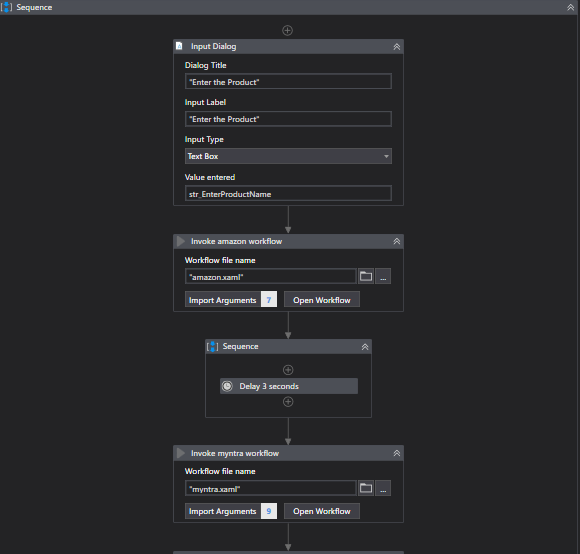 Sequence
Input Dialog
Dialog Title
"Enter the Product"
Input Label
"Enter the Product"
Input Type
Text Box
Value entered
str_EnterProductName
Invoke amazon workflow
Workflow file name
"amazon.xaml"
...
Import Arguments 7 Open Workflow
Sequence
Delay 3 seconds
Invoke myntra workflow
Workflow file name
"myntra.xaml"
...
Import Arguments 9 Open Workflow